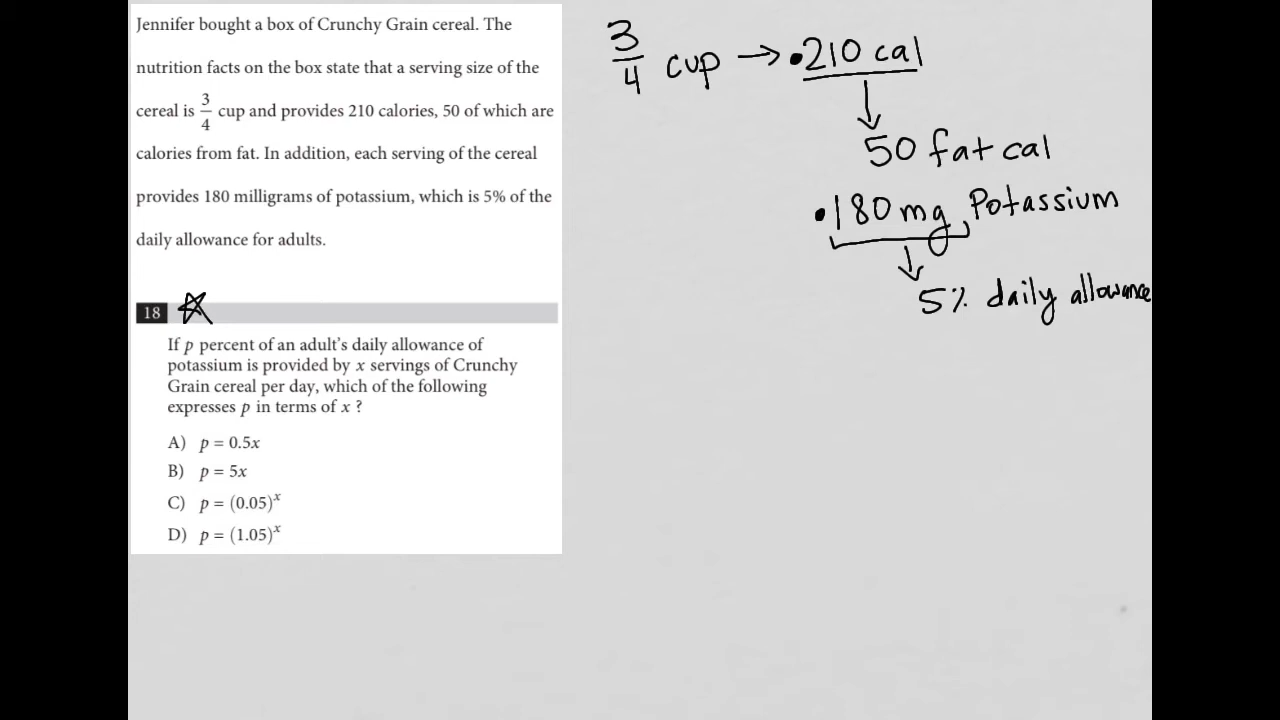 Jennifer bought a box of Crunchy Grain cereal. The
nutrition facts on the box state that a serving size of the
cereal is 3/4 cup and provides 210 calories, 50 of which are
calories from fat. In addition, each serving of the cereal
provides 180 milligrams of potassium, which is 5% of the
daily allowance for adults.
18
If p percent of an adult's daily allowance of
potassium is provided by x servings of Crunchy
Grain cereal per day, which of the following
expresses p in terms of x ?
A) p = 0.5x
B) p = 5x
C) p = (0.05)^x
D) p = (1.05)^x
3/4 cup → •210 cal
50 fat cal
•180 mg Potassium
5% daily allowance